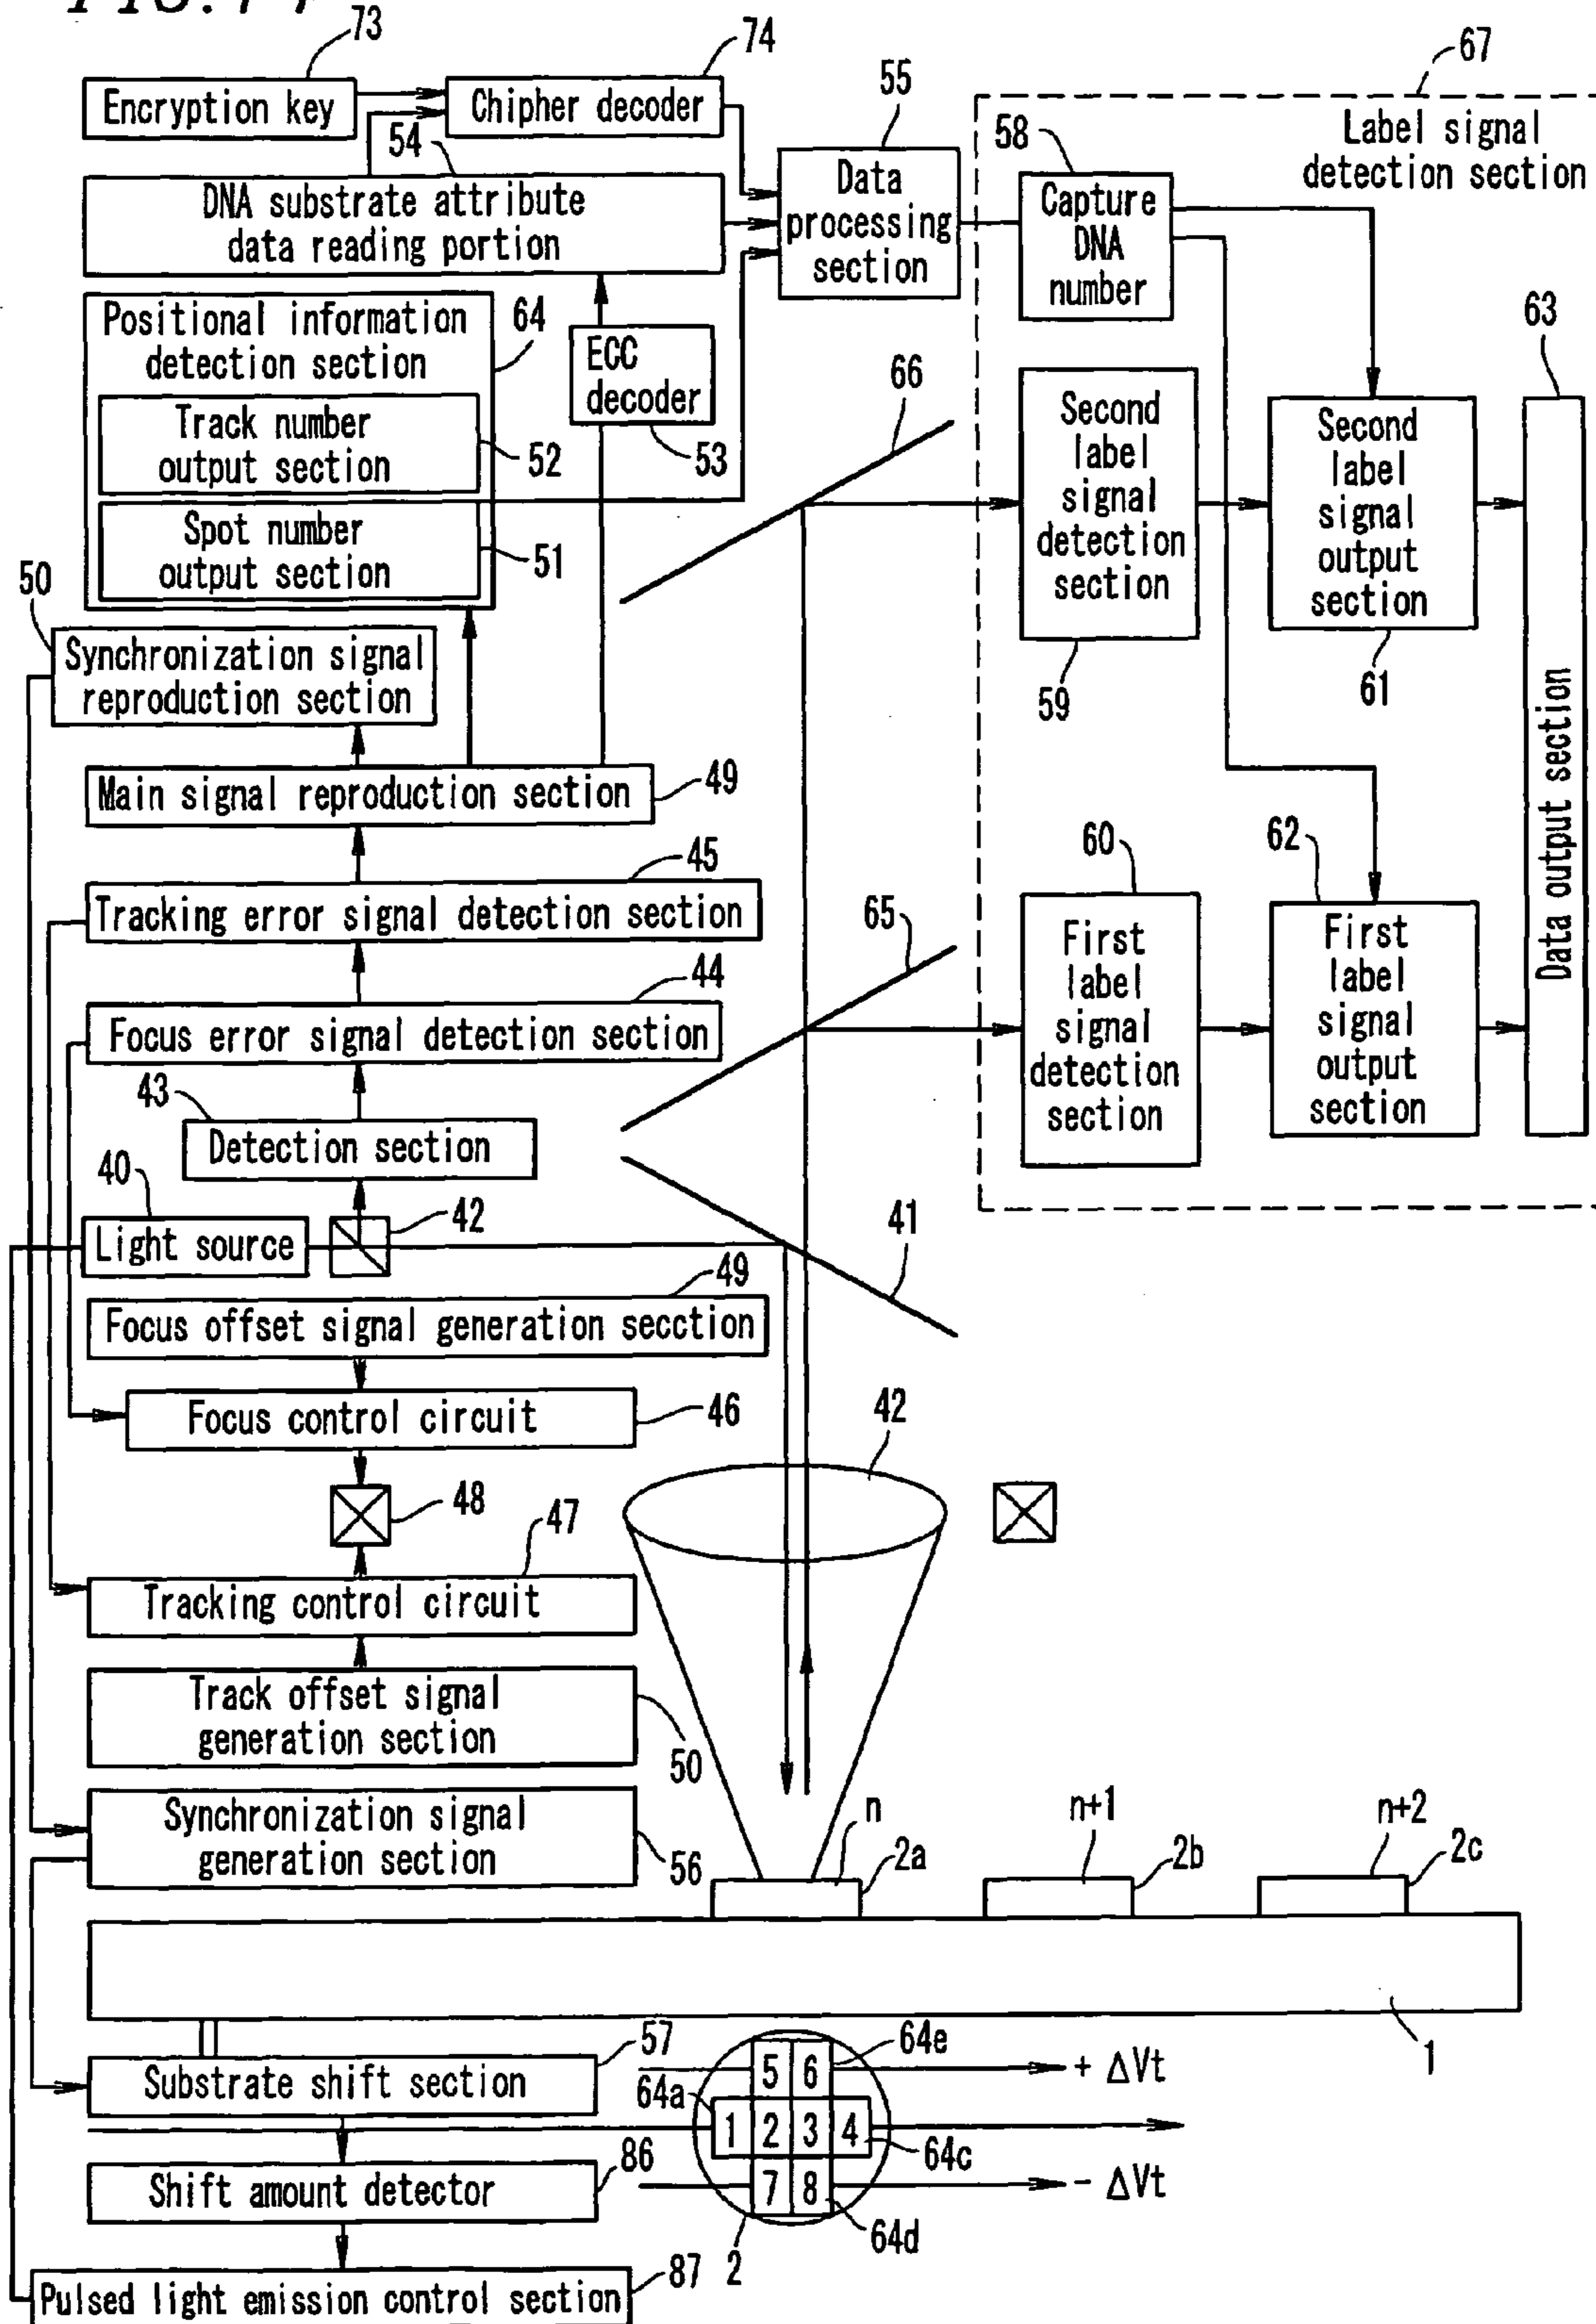 73
74
67
Encryption key
Chipher decoder
55
54
58
Label signal
detection section
DNA substrate attribute
data reading portion
Data
processing
section
Capture
DNA
number
Positional information
detection section
64
ECC
decoder
66
63
Track number
output section
52
53
Second
label
signal
detection
section
Second
label
signal
output
section
Spot number
output section
51
50
Synchronization signal
reproduction section
59
61
Data output section
Main signal reproduction section
49
45
60
62
Tracking error signal detection section
65
44
First
label
signal
detection
section
First
label
signal
output
section
Focus error signal detection section
43
Detection section
40
42
41
Light source
49
Focus offset signal generation secction
42
Focus control circuit
46
48
47
Tracking control circuit
Track offset signal
generation section
50
n
n+1
n+2
Synchronization signal
generation section
56
2a
2b
2c
1
57
64e
Substrate shift section
5 6
+ ΔVt
64a
1 2 3 4
64c
86
Shift amount detector
7 8
- ΔVt
64d
87
2
Pulsed light emission control section